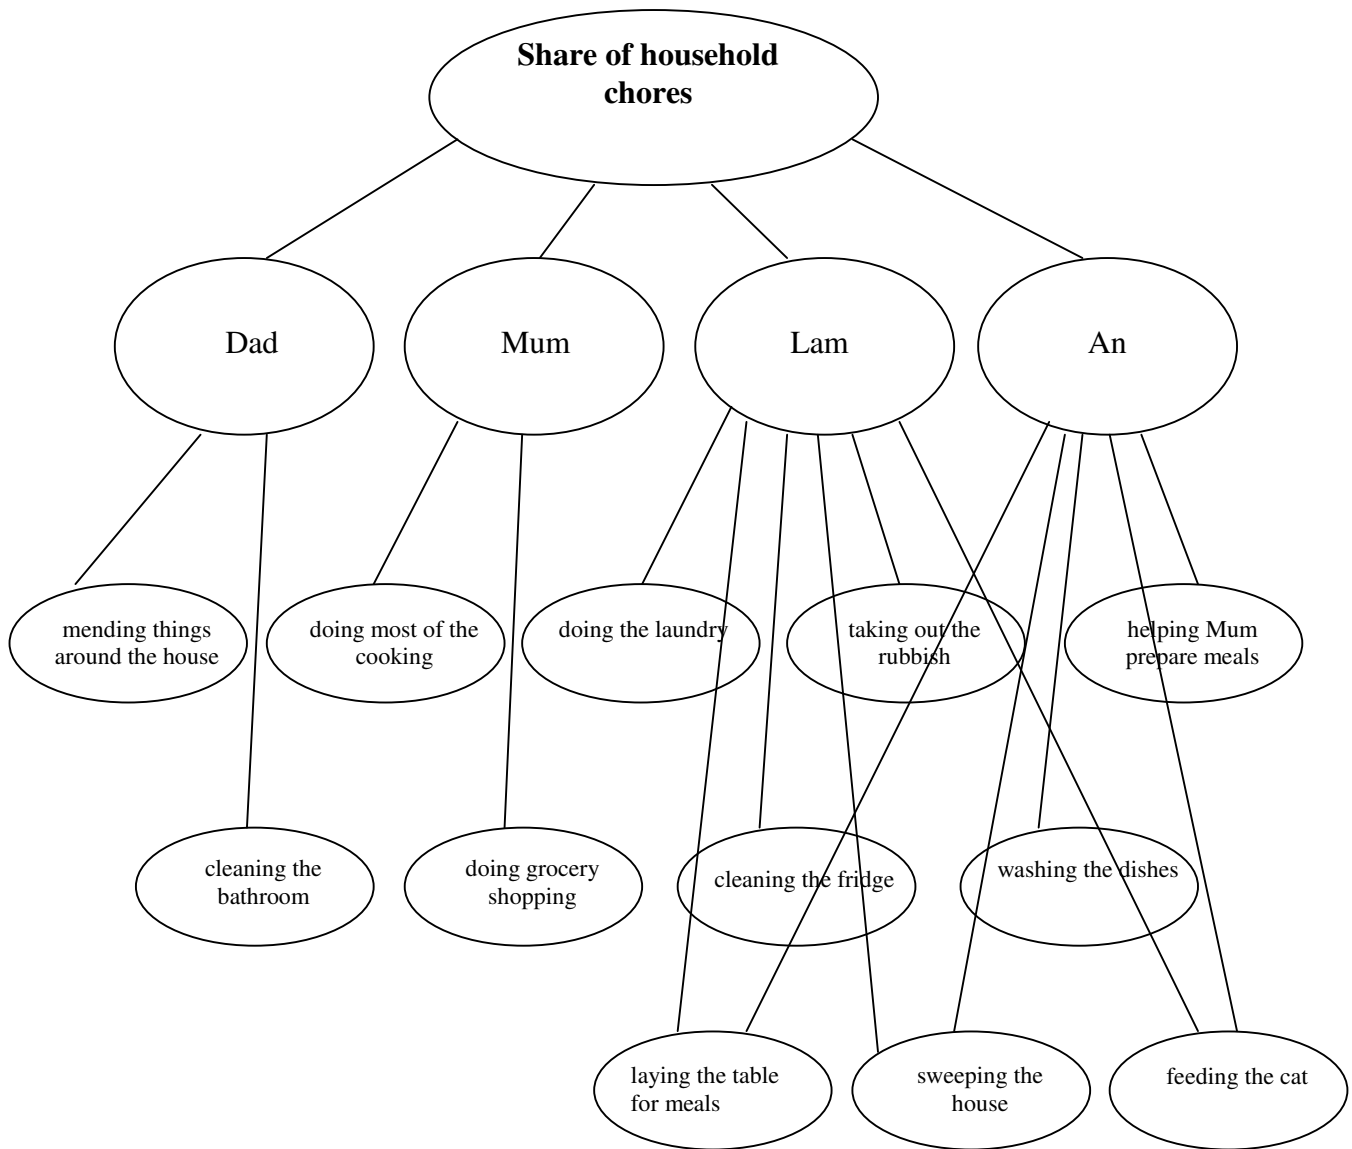 Share of household
chores
Dad
Mum
Lam
An
mending things
around the house
doing most of the
cooking
doing the laundry
taking out the
rubbish
helping Mum
prepare meals
cleaning the
bathroom
doing grocery
shopping
cleaning the fridge
washing the dishes
laying the table
for meals
sweeping the
house
feeding the cat